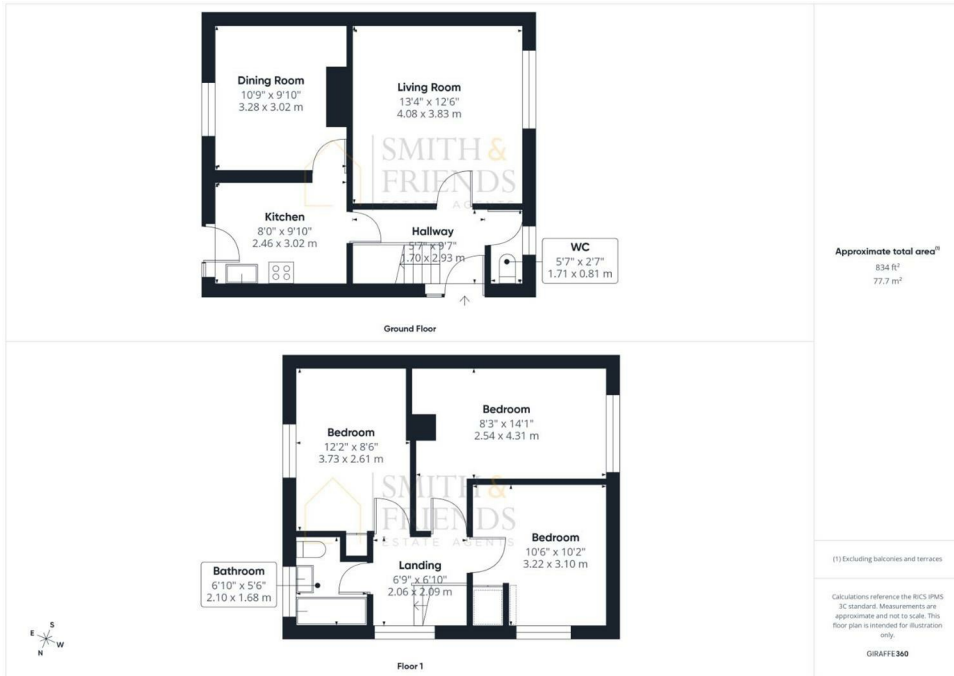 Dining Room
10'9" x 9'10"
3.28 x 3.02 m
Living Room
13'4" x 12'6"
4.08 x 3.83 m
SMITH &
FRIENDS
ESTATE AGENTS
Kitchen
8'0" x 9'10"
2.46 x 3.02 m
Hallway
5'7" x 9'7"
1.70 x 2.93 m
WC
5'7" x 2'7"
1.71 x 0.81 m
Ground Floor
Approximate total area(1)
834 ft²
77.7 m²
Bedroom
12'2" x 8'6"
3.73 x 2.61 m
Bedroom
8'3" x 14'1"
2.54 x 4.31 m
SMITH &
FRIENDS
ESTATE AGENTS
Bedroom
10'6" x 10'2"
3.22 x 3.10 m
Bathroom
6'10" x 5'6"
2.10 x 1.68 m
Landing
6'9" x 6'10"
2.06 x 2.09 m
E
S
N
W
Floor 1
(1) Excluding balconies and terraces
Calculations reference the RICS IPMS
3C standard. Measurements are
approximate and not to scale. This
floor plan is intended for illustration
only.
GIRAFFE360